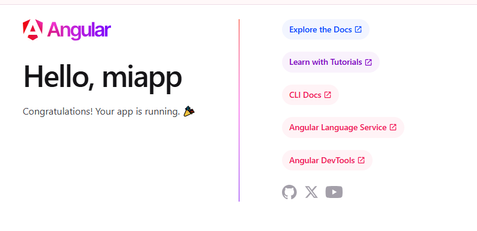 Angular
Hello, miapp
Congratulations! Your app is running. 🎉
Explore the Docs
Learn with Tutorials
CLI Docs
Angular Language Service
Angular DevTools